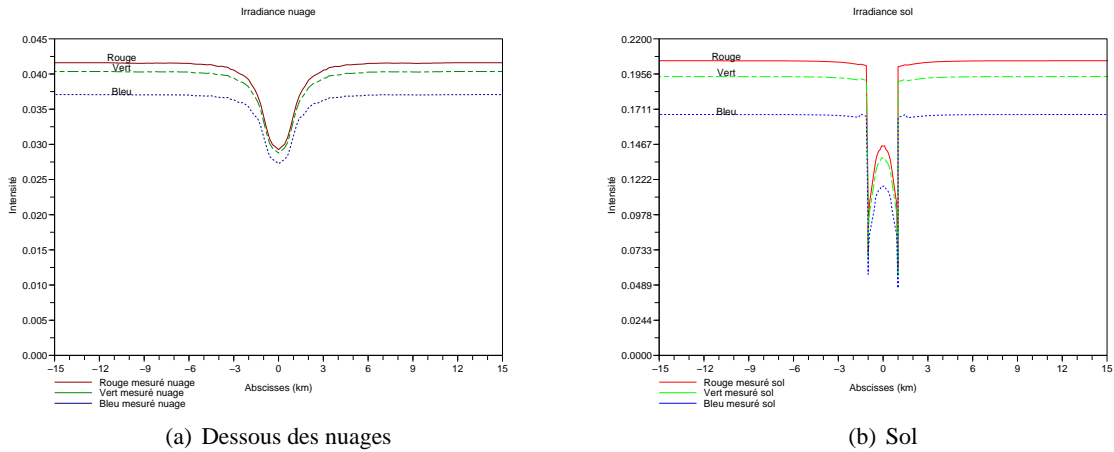 Irradiance nuage
0.045
0.040
0.035
0.030
0.025
0.020
0.015
0.010
0.005
0.000
Intensité
Rouge
Vert
Bleu
−15 −12 −9 −6 −3 0 3 6 9 12 15
Abscisses (km)
Rouge mesuré nuage
Vert mesuré nuage
Bleu mesuré nuage
(a) Dessous des nuages
Irradiance sol
0.2200
0.1956
0.1711
0.1467
0.1222
0.0978
0.0733
0.0489
0.0244
0.0000
Intensité
Rouge
Vert
Bleu
−15 −12 −9 −6 −3 0 3 6 9 12 15
Abscisses (km)
Rouge mesuré sol
Vert mesuré sol
Bleu mesuré sol
(b) Sol